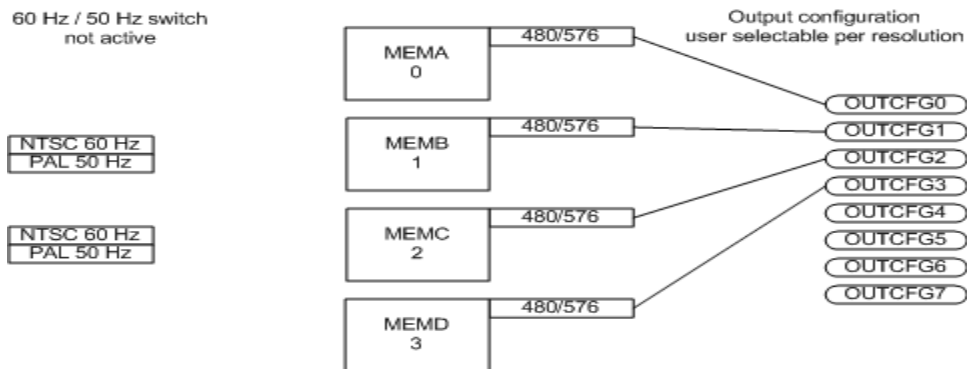 60 Hz / 50 Hz switch
not active
Output configuration
user selectable per resolution
MEMA
0
480/576
MEMB
1
480/576
MEMC
2
480/576
MEMD
3
480/576
NTSC 60 Hz
PAL 50 Hz
NTSC 60 Hz
PAL 50 Hz
OUTCFG0
OUTCFG1
OUTCFG2
OUTCFG3
OUTCFG4
OUTCFG5
OUTCFG6
OUTCFG7